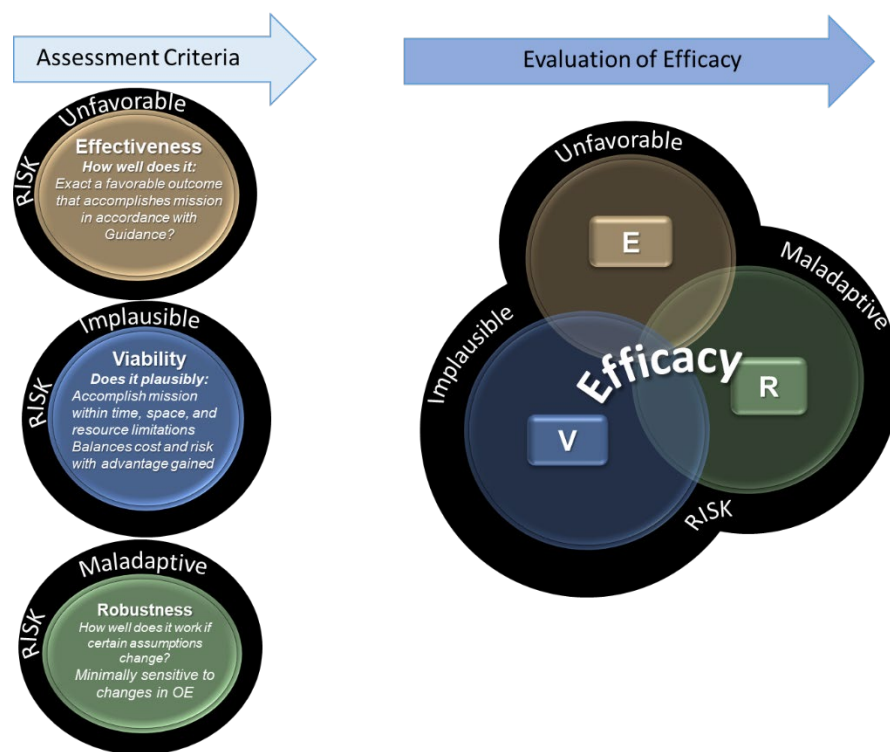 Assessment Criteria
Unfavorable
RISK
Effectiveness
How well does it:
Exact a favorable outcome
that accomplishes mission
in accordance with
Guidance?
Implausible
RISK
Viability
Does it plausibly:
Accomplish mission
within time, space, and
resource limitations
Balances cost and risk
with advantage gained
Maladaptive
RISK
Robustness
How well does it work if
certain assumptions
change?
Minimally sensitive to
changes in OE
Evaluation of Efficacy
Unfavorable
E
Maladaptive
Implausible
Efficacy
R
V
RISK